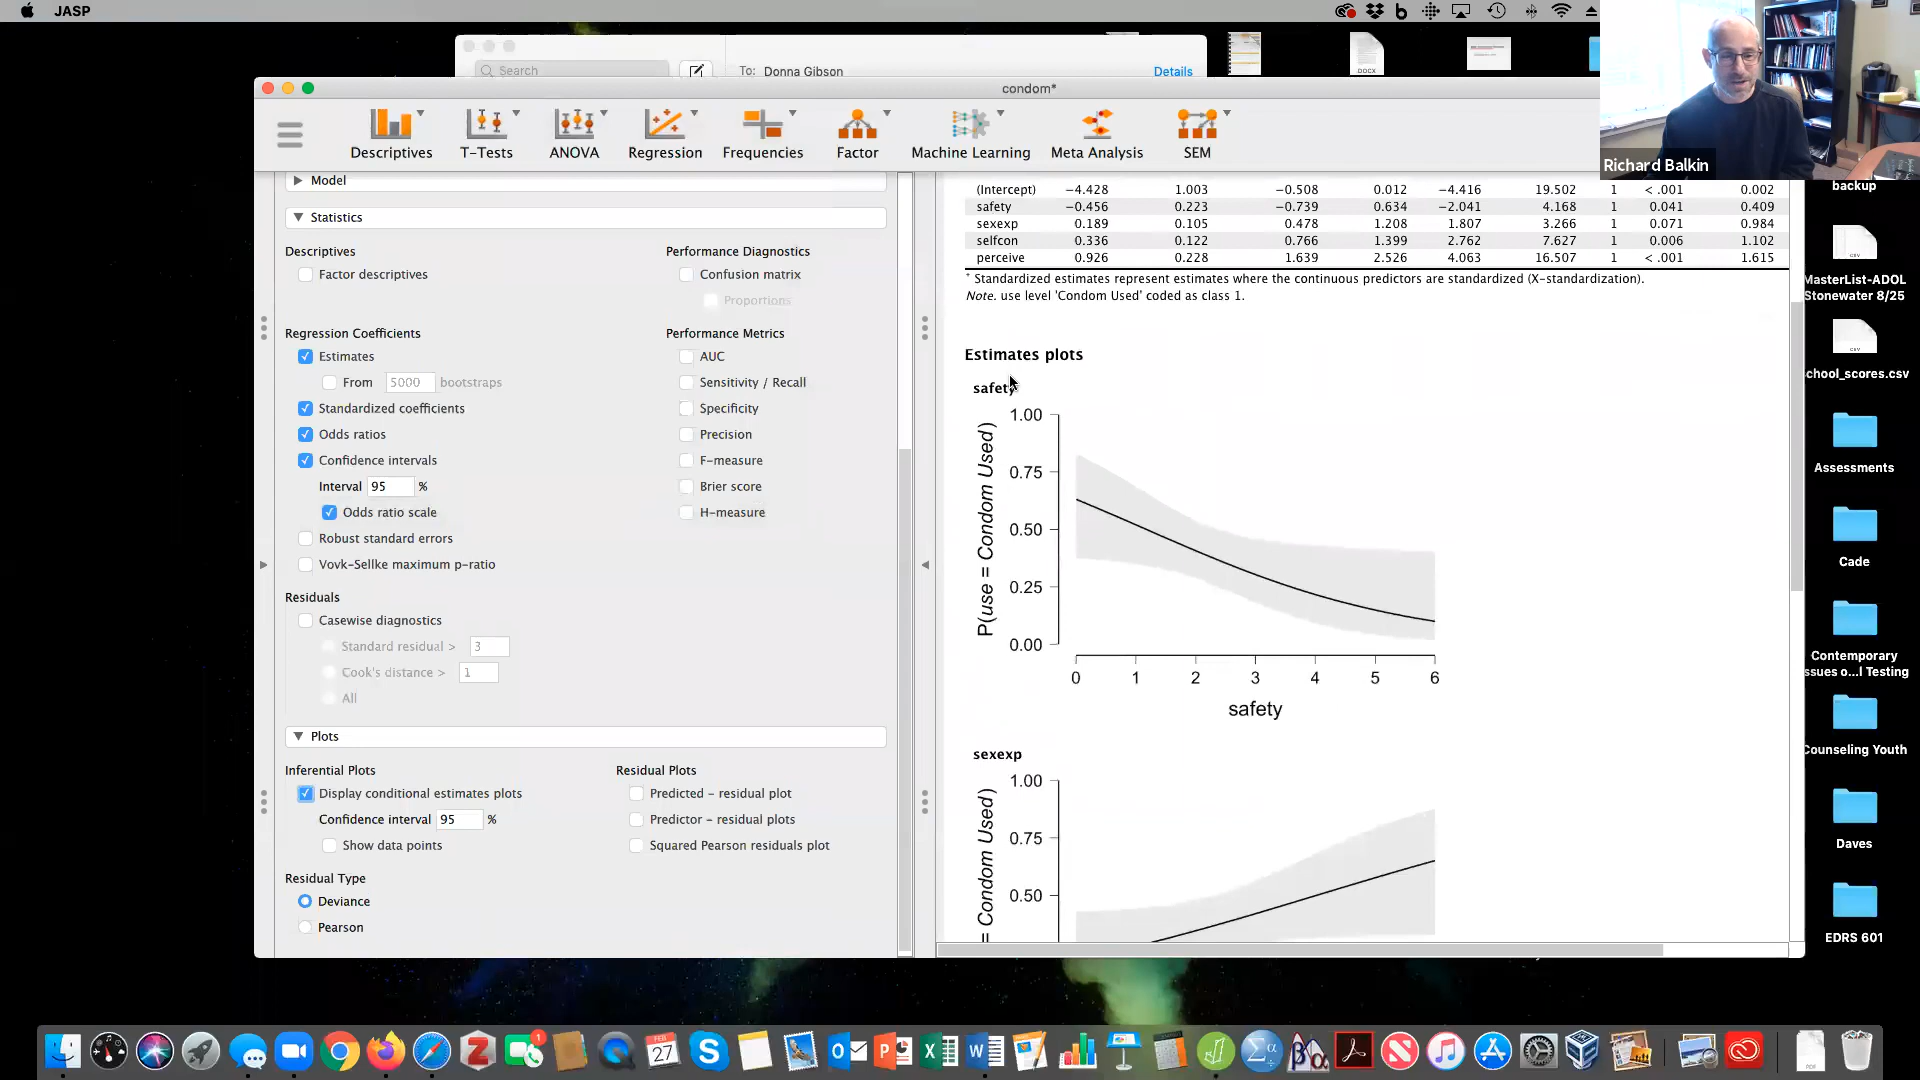 JASP
Search
To: Donna Gibson
Details
DOCX
condom*
Descriptives
T-Tests
ANOVA
Regression
Frequencies
Factor
Machine Learning
Meta Analysis
SEM
Richard Balkin
Model
Statistics
Descriptives
Factor descriptives
Performance Diagnostics
Confusion matrix
Proportions
Regression Coefficients
Estimates
From 5000 bootstraps
Standardized coefficients
Odds ratios
Confidence intervals
Interval 95 %
Odds ratio scale
Robust standard errors
Vovk-Sellke maximum p-ratio
Performance Metrics
AUC
Sensitivity / Recall
Specificity
Precision
F-measure
Brier score
H-measure
Residuals
Casewise diagnostics
Standard residual > 3
Cook's distance > 1
All
Plots
Inferential Plots
Display conditional estimates plots
Confidence interval 95 %
Show data points
Residual Plots
Predicted - residual plot
Predictor - residual plots
Squared Pearson residuals plot
Residual Type
Deviance
Pearson
(Intercept) −4.428 1.003 −0.508 0.012 −4.416 19.502 1 < .001 0.002
safety −0.456 0.223 −0.739 0.634 −2.041 4.168 1 0.041 0.409
sexexp 0.189 0.105 0.478 1.208 1.807 3.266 1 0.071 0.984
selfcon 0.336 0.122 0.766 1.399 2.762 7.627 1 0.006 1.102
perceive 0.926 0.228 1.639 2.526 4.063 16.507 1 < .001 1.615
⁺ Standardized estimates represent estimates where the continuous predictors are standardized (X-standardization).
Note. use level 'Condom Used' coded as class 1.
Estimates plots
safety
P(use = Condom Used)
1.00
0.75
0.50
0.25
0.00
0 1 2 3 4 5 6
safety
sexexp
= Condom Used)
1.00
0.75
0.50
backup
MasterList-ADOL
Stonewater 8/25
CSV
chool_scores.csv
Assessments
Cade
Contemporary
ssues o...l Testing
Counseling Youth
Daves
EDRS 601
1
FEB
27
PDF